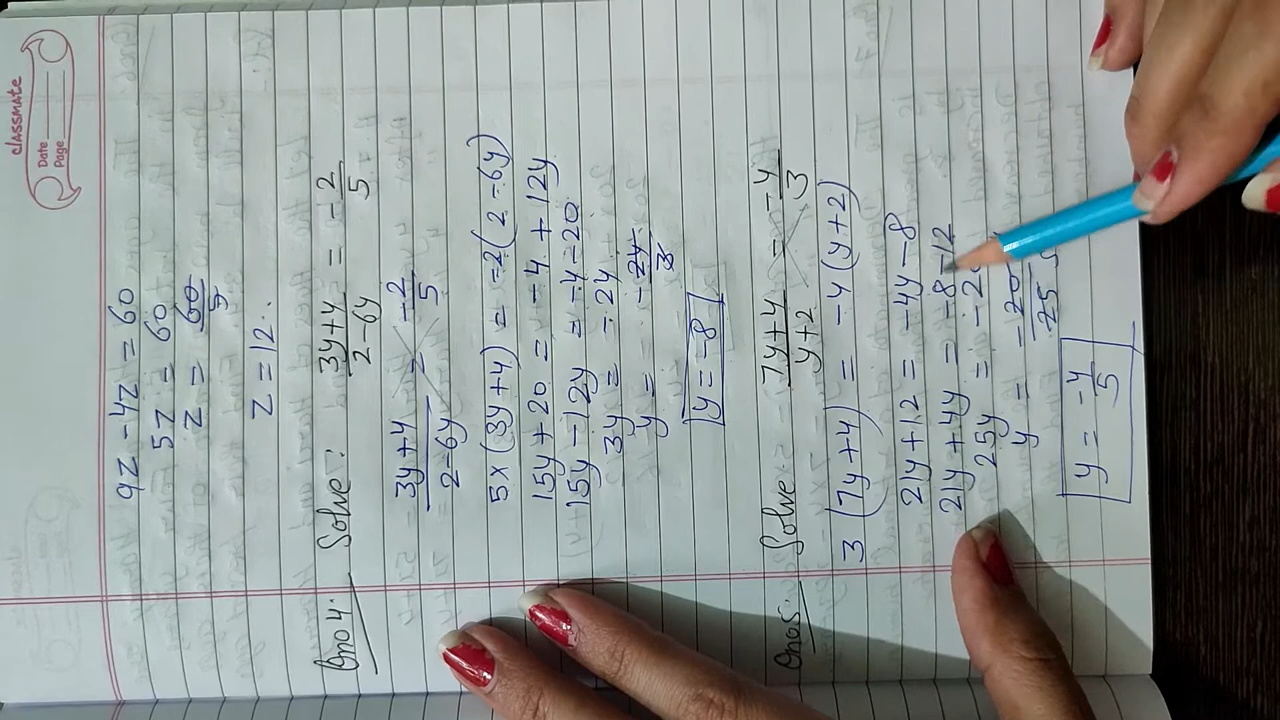 classmate
Date
Page
9z - 4z = 60
5z = 60
z = 60/5
z = 12.
Qno 4. Solve: (3y+4)/(2-6y) = -2/5
(3y+4)/(2-6y) = -2/5
5x(3y+4) = -2(2-6y)
15y+20 = -4+12y
15y-12y = -4-20
3y = -24
y = -24/3
y = -8
Qno5. Solve: (7y+4)/(y+2) = -4/3
3(7y+4) = -4(y+2)
21y+12 = -4y-8
21y+4y = -8-12
25y = -2
y = -20/25 5
y = -4/5